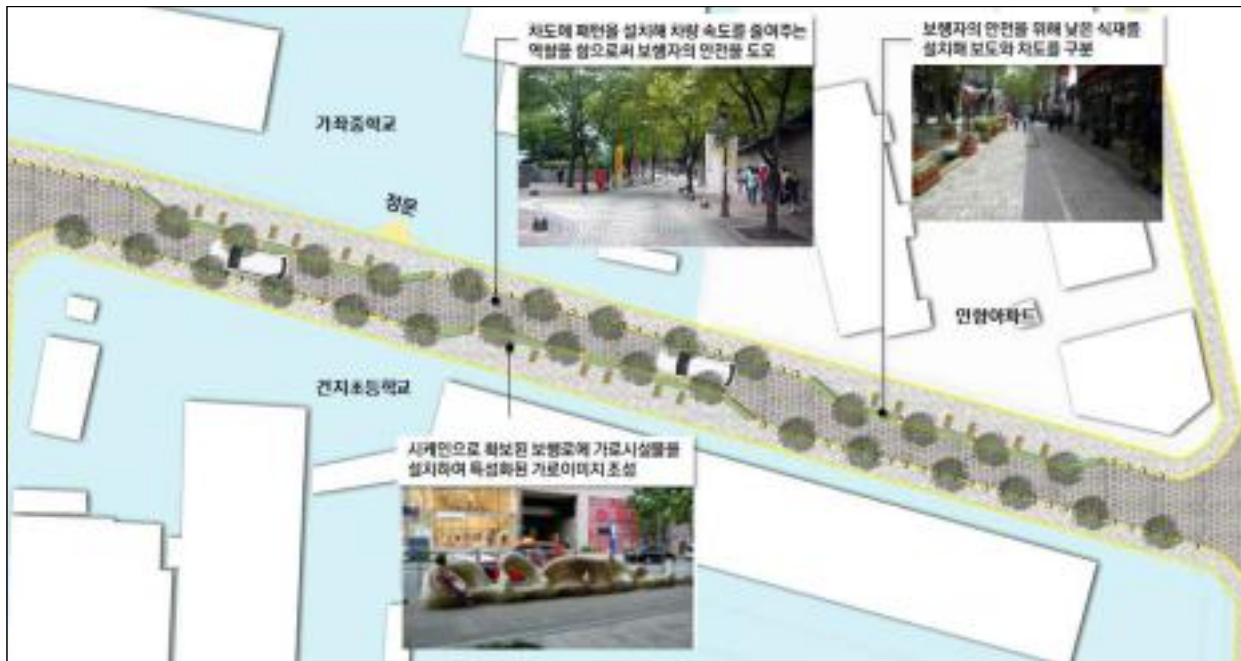 차도에 패턴을 설치해 차량 속도를 줄여주는
역할을 함으로써 보행자의 안전을 도모
보행자의 안전을 위해 낮은 식재를
설치해 보도와 차도를 구분
가좌중학교
정문
인향아파트
건지초등학교
시케인으로 확보된 보행로에 가로시설물을
설치하여 특성화된 가로이미지 조성